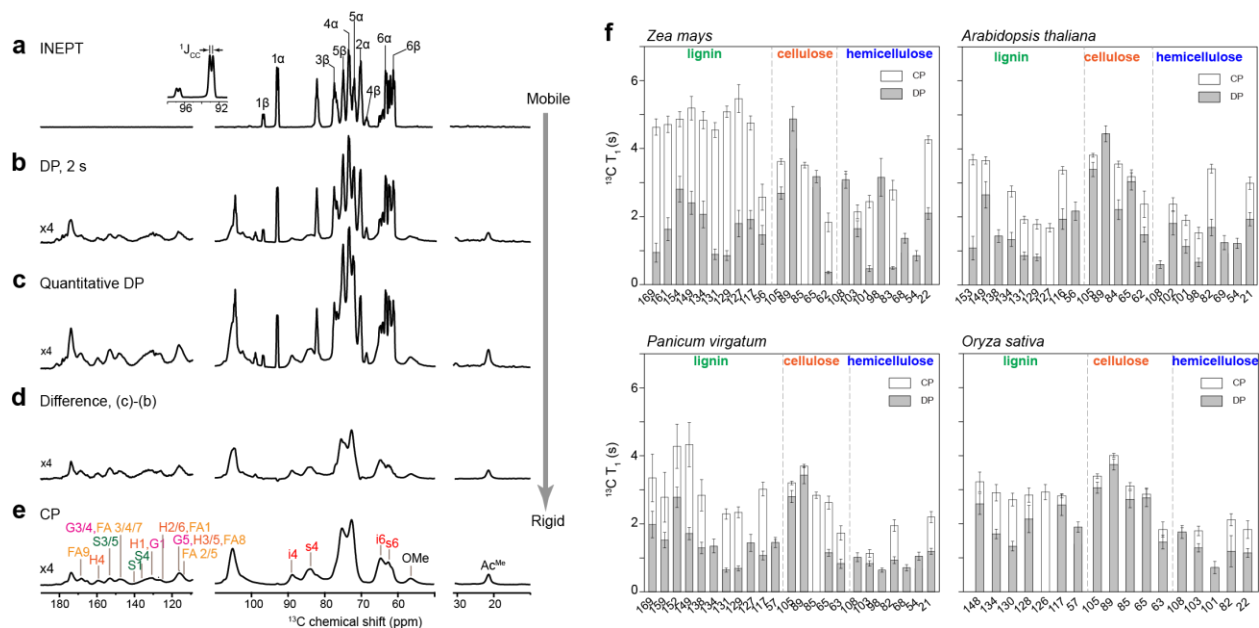 a
INEPT
¹J_CC
96 92
1β
1α
3β
5β
4α
5α
2α
4β
6α
6β
Mobile
b
DP, 2 s
x4
c
Quantitative DP
x4
d
Difference, (c)-(b)
x4
Rigid
e
CP
x4
G3/4,FA 3/4/7
S3/5
FA9
H4
S1
S4
H1,G1
H2/6,FA1
G5,H3/5,FA8
FA 2/5
i4
s4
i6
s6
OMe
Ac^Me
180 160 140 120 100 90 80 70 60 30 20 10
¹³C chemical shift (ppm)
f
Zea mays
lignin cellulose hemicellulose
CP
DP
¹³C T₁ (s)
6
4
2
0
169 161 154 149 134 131 129 127 117 56 105 89 85 65 62 108 103 101 98 83 68 54 22
Arabidopsis thaliana
lignin cellulose hemicellulose
CP
DP
153 149 138 134 131 129 127 116 56 105 89 84 65 62 108 102 101 98 82 69 54 21
Panicum virgatum
lignin cellulose hemicellulose
CP
DP
¹³C T₁ (s)
6
4
2
0
169 159 152 149 138 134 131 129 127 117 57 105 89 85 65 63 108 103 98 82 68 54 21
Oryza sativa
lignin cellulose hemicellulose
CP
DP
148 134 130 128 126 117 57 105 89 85 65 63 108 103 101 82 22